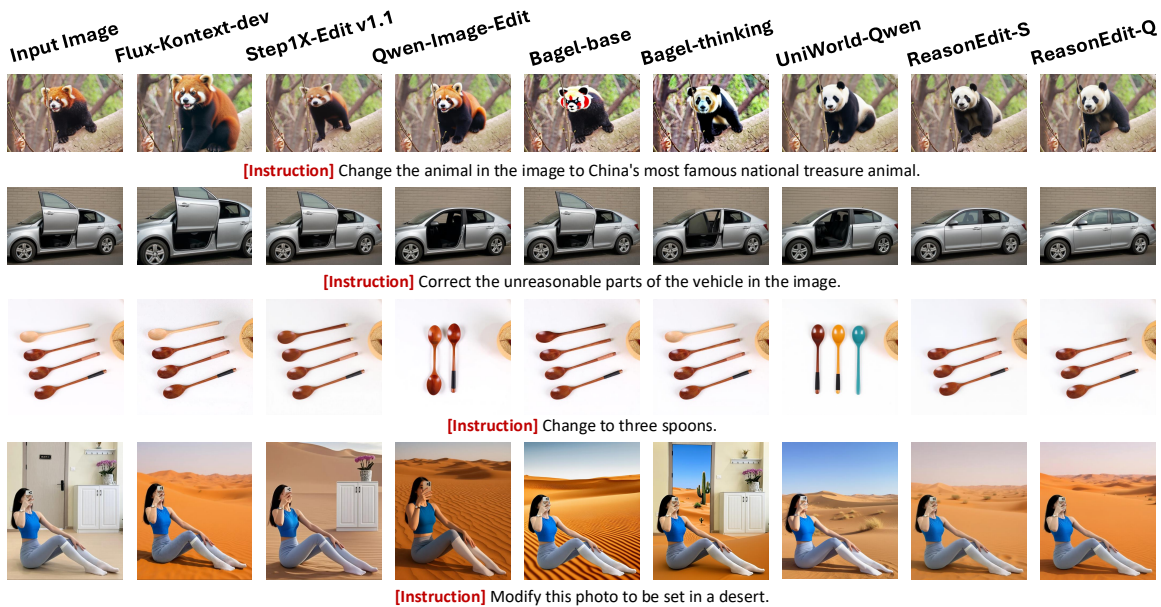 Input Image
Flux-Kontext-dev
Step1X-Edit v1.1
Qwen-Image-Edit
Bagel-base
Bagel-thinking
UniWorld-Qwen
ReasonEdit-S
ReasonEdit-Q
[Instruction] Change the animal in the image to China's most famous national treasure animal.
[Instruction] Correct the unreasonable parts of the vehicle in the image.
[Instruction] Change to three spoons.
[Instruction] Modify this photo to be set in a desert.